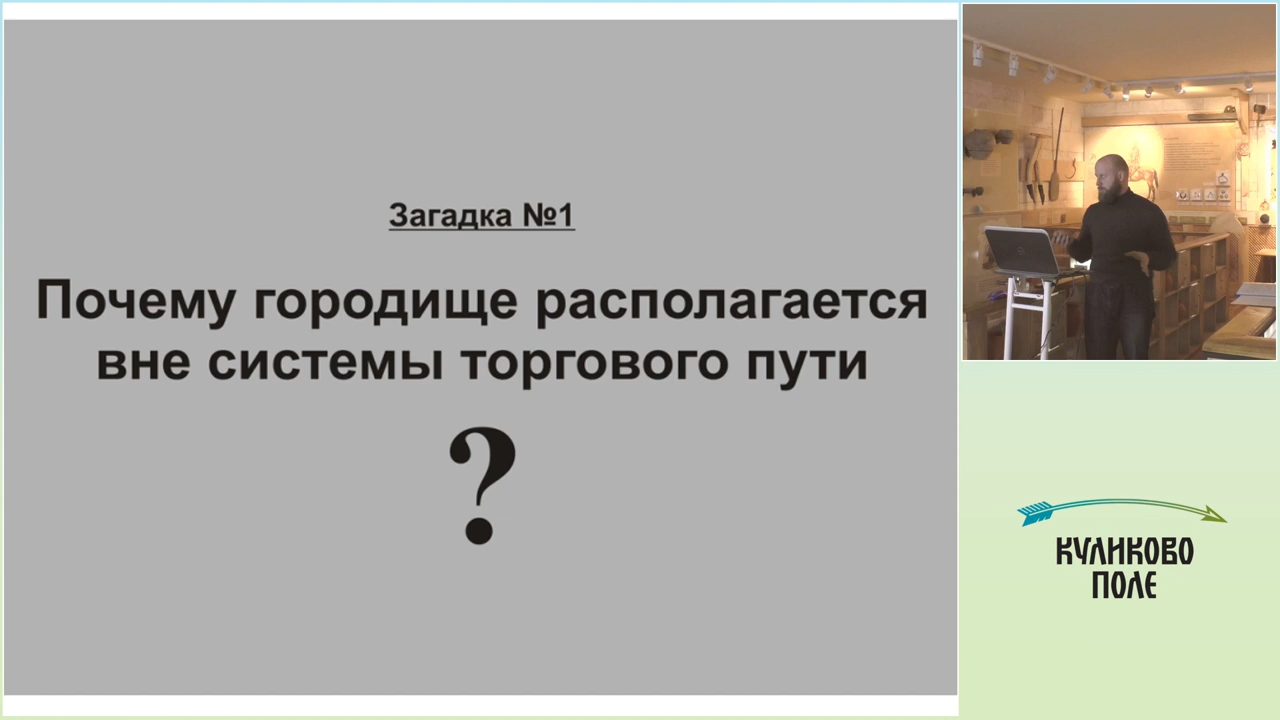 Загадка №1
Почему городище располагается
вне системы торгового пути
?
КУЛИКОВО
ПОЛЕ